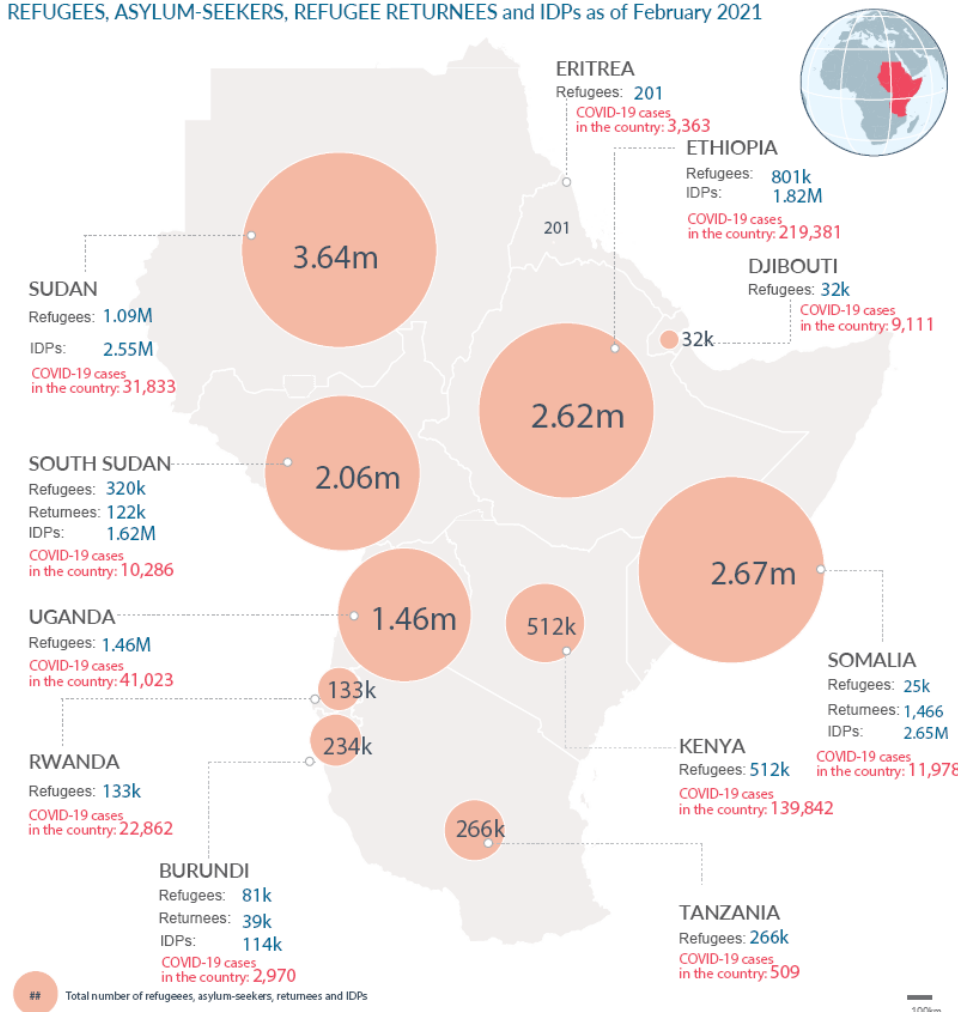 REFUGEES, ASYLUM-SEEKERS, REFUGEE RETURNEES and IDPs as of February 2021
ERITREA
Refugees: 201
COVID-19 cases
in the country: 3,363
ETHIOPIA
Refugees: 801k
IDPs: 1.82M
COVID-19 cases
in the country: 219,381
201
DJIBOUTI
Refugees: 32k
COVID-19 cases
in the country: 9,111
32k
3.64m
SUDAN
Refugees: 1.09M
IDPs: 2.55M
COVID-19 cases
in the country: 31,833
2.62m
SOUTH SUDAN
Refugees: 320k
Returnees: 122k
IDPs: 1.62M
COVID-19 cases
in the country: 10,286
2.06m
2.67m
UGANDA
Refugees: 1.46M
COVID-19 cases
in the country: 41,023
1.46m
512k
SOMALIA
Refugees: 25k
Returnees: 1,466
IDPs: 2.65M
COVID-19 cases
in the country: 11,978
133k
234k
RWANDA
Refugees: 133k
COVID-19 cases
in the country: 22,862
KENYA
Refugees: 512k
COVID-19 cases
in the country: 139,842
266k
BURUNDI
Refugees: 81k
Returnees: 39k
IDPs: 114k
COVID-19 cases
in the country: 2,970
TANZANIA
Refugees: 266k
COVID-19 cases
in the country: 509
## Total number of refugeees, asylum-seekers, returnees and IDPs
100km